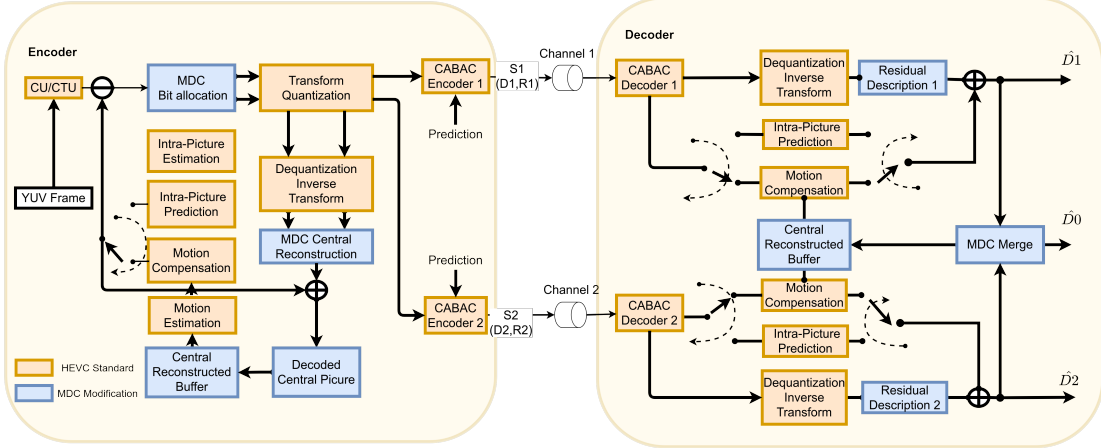 Encoder
CU/CTU
MDC
Bit allocation
Transform
Quantization
CABAC
Encoder 1
Prediction
Intra-Picture
Estimation
Intra-Picture
Prediction
YUV Frame
Dequantization
Inverse
Transform
MDC Central
Reconstruction
Motion
Compensation
Motion
Estimation
Central
Reconstructed
Buffer
Decoded
Central Picure
Prediction
CABAC
Encoder 2
HEVC Standard
MDC Modification
S1
(D1,R1)
Channel 1
S2
(D2,R2)
Channel 2
Decoder
CABAC
Decoder 1
Dequantization
Inverse
Transform
Residual
Description 1
D̂1
Intra-Picture
Prediction
Motion
Compensation
Central
Reconstructed
Buffer
MDC Merge
D̂0
CABAC
Decoder 2
Motion
Compensation
Intra-Picture
Prediction
Dequantization
Inverse
Transform
Residual
Description 2
D̂2